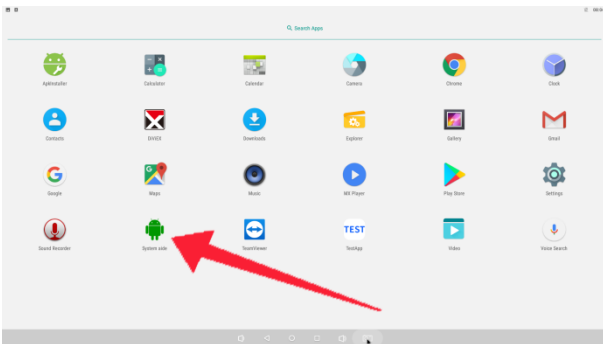 Search Apps
ApkInstaller
Calculator
Calendar
Camera
Chrome
Clock
Contacts
DiViEX
Downloads
Explorer
Gallery
Gmail
Google
Maps
Music
MX Player
Play Store
Settings
Sound Recorder
System side
TeamViewer
TEST
TestApp
Video
Voice Search